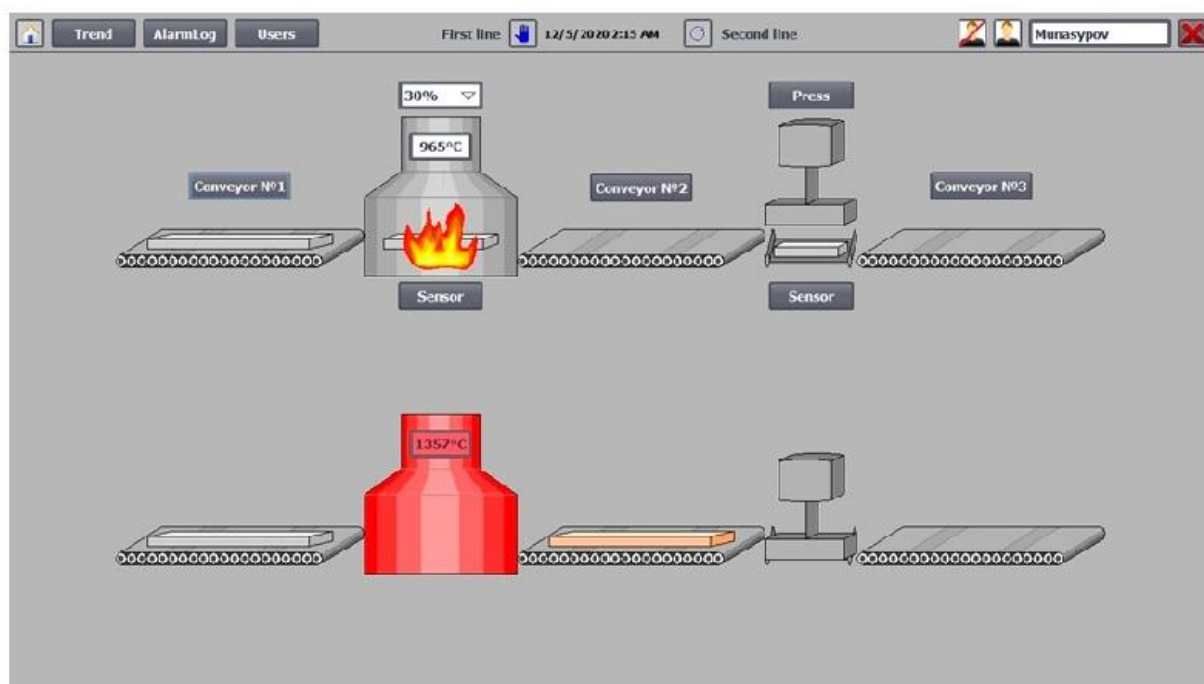 Trend AlarmLog Users First line 12/5/2020 2:15 AM Second line Munasypov
30% Press
965°C
Conveyor №1 Conveyor №2 Conveyor №3
Sensor Sensor
1357°C